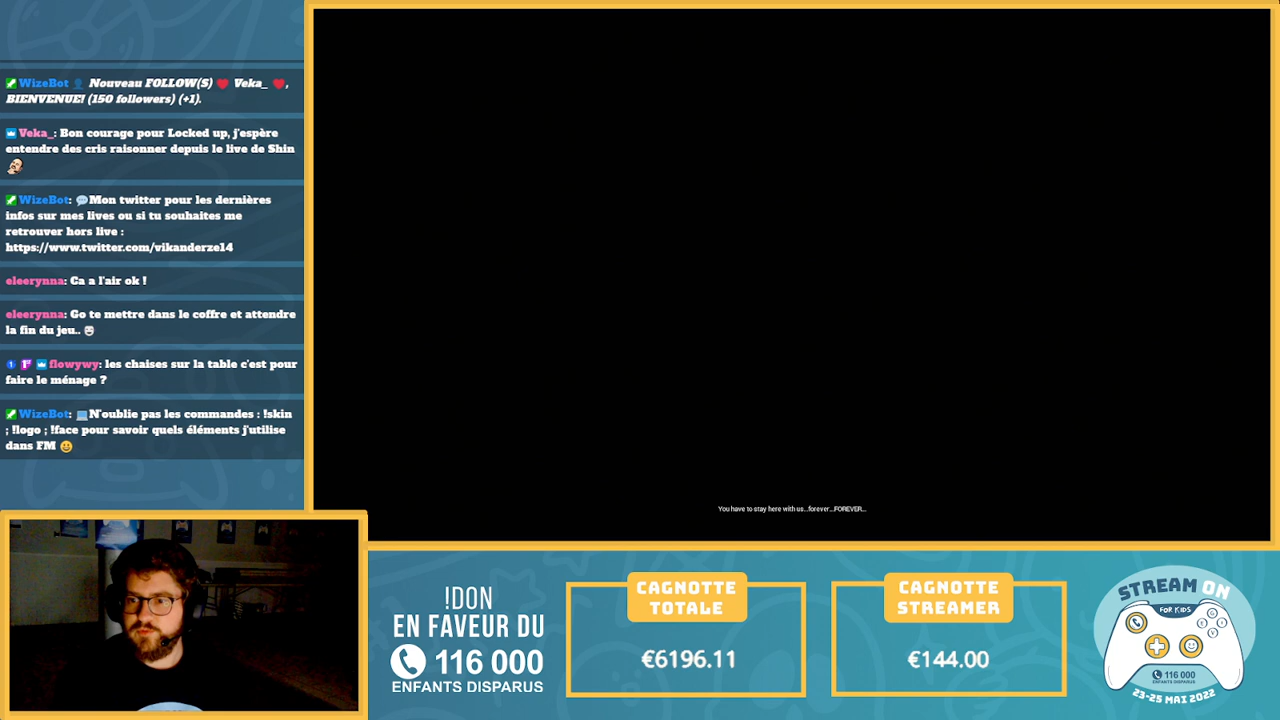 WizeBot 👤 Nouveau FOLLOW(S) ❤ Veka_ ❤,
BIENVENUE! (150 followers) (+1).
Veka_: Bon courage pour Locked up, j'espère
entendre des cris raisonner depuis le live de Shin
WizeBot: 💬Mon twitter pour les dernières
infos sur mes lives ou si tu souhaites me
retrouver hors live :
https://www.twitter.com/vikanderze14
eleerynna: Ca a l'air ok !
eleerynna: Go te mettre dans le coffre et attendre
la fin du jeu..
flowywy: les chaises sur la table c'est pour
faire le ménage ?
WizeBot: 💻N'oublie pas les commandes : !skin
; !logo ; !face pour savoir quels éléments j'utilise
dans FM 😀
You have to stay here with us...forever...FOREVER...
!DON
EN FAVEUR DU
116 000
ENFANTS DISPARUS
CAGNOTTE
TOTALE
€6196.11
CAGNOTTE
STREAMER
€144.00
STREAM ON
FOR KIDS
G
E
I
V
116 000
ENFANTS DISPARUS
23-25 MAI 2022